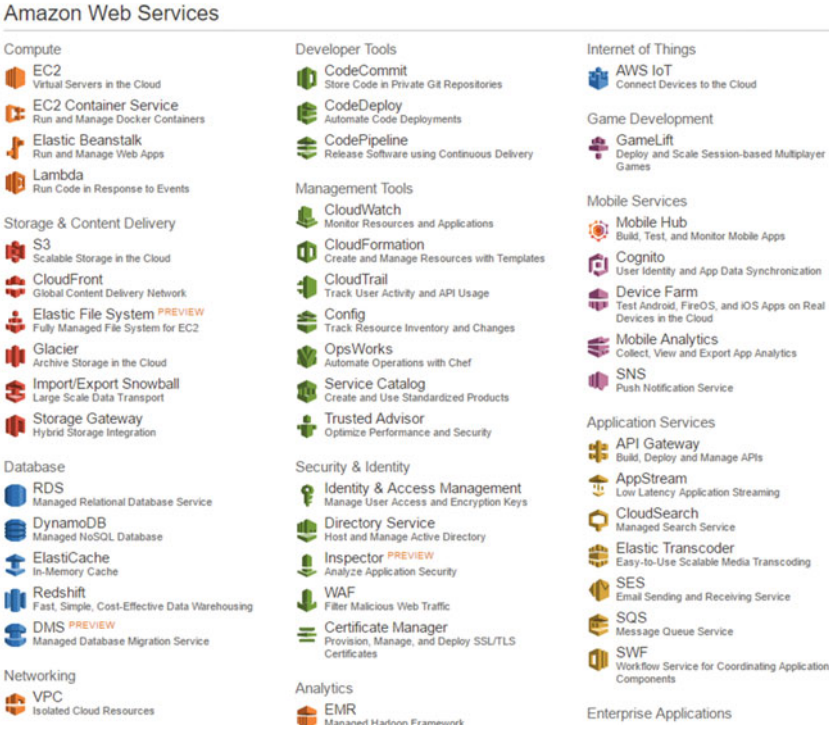 Amazon Web Services
Compute
EC2
Virtual Servers in the Cloud
EC2 Container Service
Run and Manage Docker Containers
Elastic Beanstalk
Run and Manage Web Apps
Lambda
Run Code in Response to Events
Storage & Content Delivery
S3
Scalable Storage in the Cloud
CloudFront
Global Content Delivery Network
Elastic File System PREVIEW
Fully Managed File System for EC2
Glacier
Archive Storage in the Cloud
Import/Export Snowball
Large Scale Data Transport
Storage Gateway
Hybrid Storage Integration
Database
RDS
Managed Relational Database Service
DynamoDB
Managed NoSQL Database
ElastiCache
In-Memory Cache
Redshift
Fast, Simple, Cost-Effective Data Warehousing
DMS PREVIEW
Managed Database Migration Service
Networking
VPC
Isolated Cloud Resources
Developer Tools
CodeCommit
Store Code in Private Git Repositories
CodeDeploy
Automate Code Deployments
CodePipeline
Release Software using Continuous Delivery
Management Tools
CloudWatch
Monitor Resources and Applications
CloudFormation
Create and Manage Resources with Templates
CloudTrail
Track User Activity and API Usage
Config
Track Resource Inventory and Changes
OpsWorks
Automate Operations with Chef
Service Catalog
Create and Use Standardized Products
Trusted Advisor
Optimize Performance and Security
Security & Identity
Identity & Access Management
Manage User Access and Encryption Keys
Directory Service
Host and Manage Active Directory
Inspector PREVIEW
Analyze Application Security
WAF
Filter Malicious Web Traffic
Certificate Manager
Provision, Manage, and Deploy SSL/TLS
Certificates
Analytics
EMR
Managed Hadoop Framework
Internet of Things
AWS IoT
Connect Devices to the Cloud
Game Development
GameLift
Deploy and Scale Session-based Multiplayer
Games
Mobile Services
Mobile Hub
Build, Test, and Monitor Mobile Apps
Cognito
User Identity and App Data Synchronization
Device Farm
Test Android, FireOS, and iOS Apps on Real
Devices in the Cloud
Mobile Analytics
Collect, View and Export App Analytics
SNS
Push Notification Service
Application Services
API Gateway
Build, Deploy and Manage APIs
AppStream
Low Latency Application Streaming
CloudSearch
Managed Search Service
Elastic Transcoder
Easy-to-Use Scalable Media Transcoding
SES
Email Sending and Receiving Service
SQS
Message Queue Service
SWF
Workflow Service for Coordinating Application
Components
Enterprise Applications